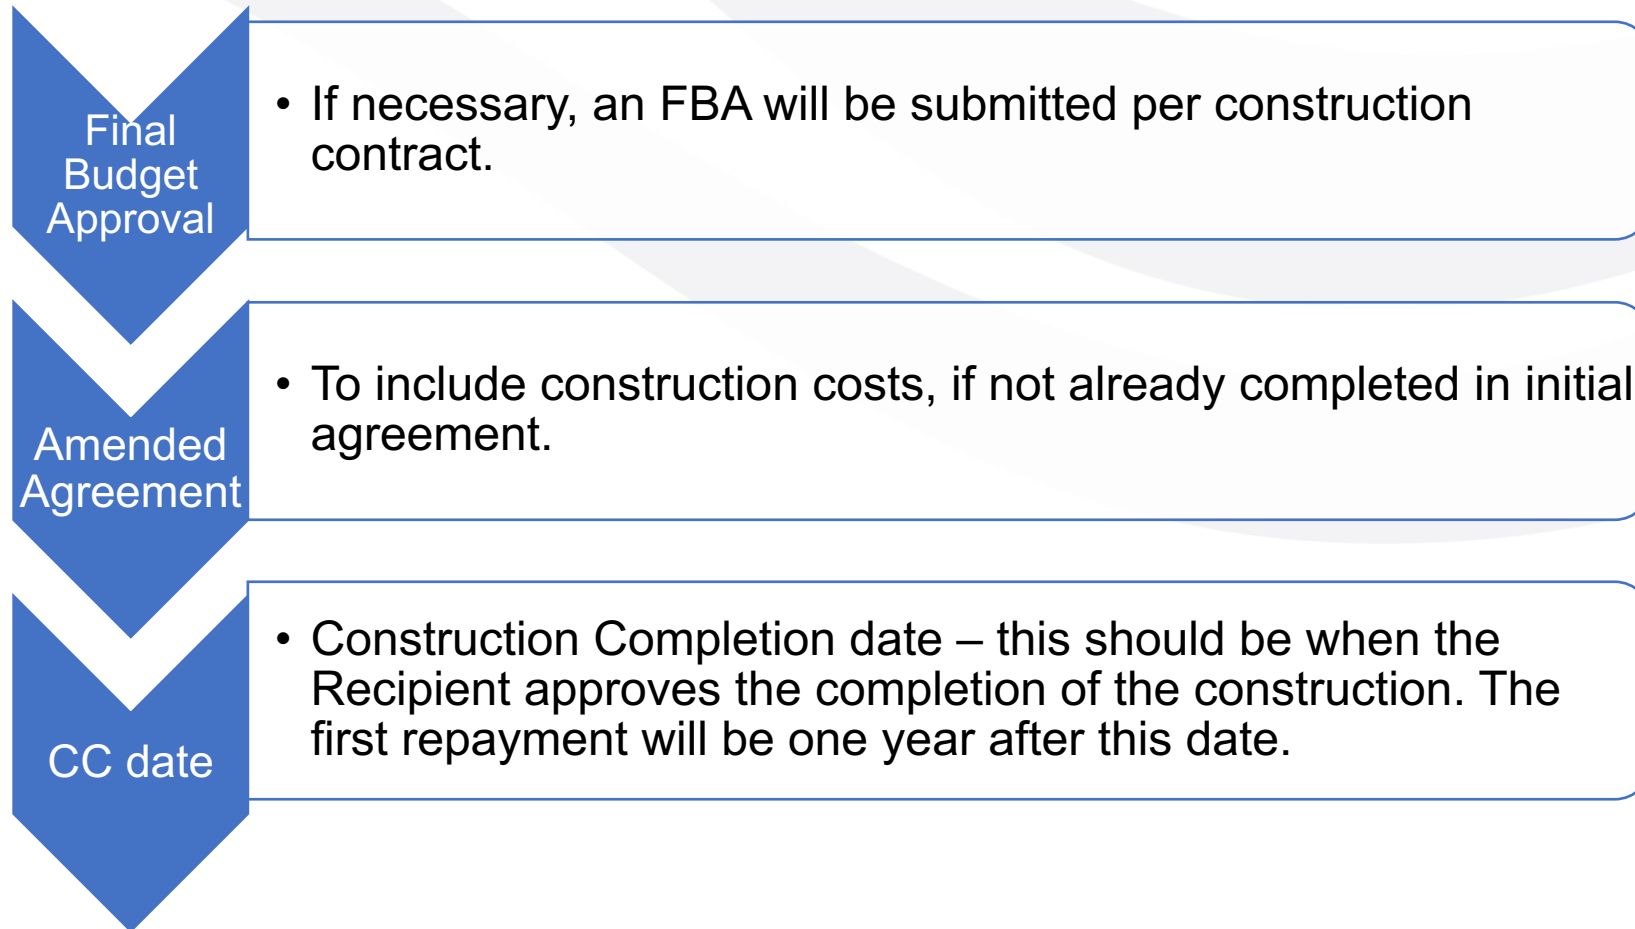 Final
Budget
Approval
• If necessary, an FBA will be submitted per construction
contract.
Amended
Agreement
• To include construction costs, if not already completed in initial
agreement.
CC date
• Construction Completion date – this should be when the
Recipient approves the completion of the construction. The
first repayment will be one year after this date.